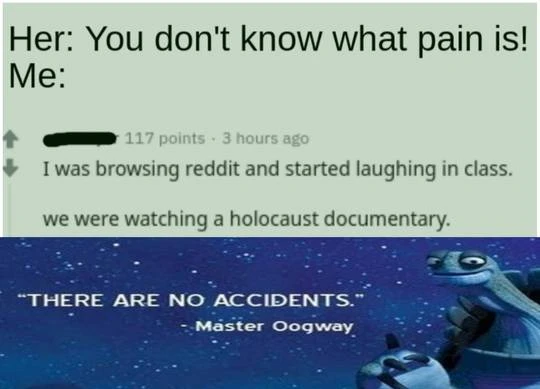 Her: You don't know what pain is!
Me:
117 points · 3 hours ago
I was browsing reddit and started laughing in class.
we were watching a holocaust documentary.
“THERE ARE NO ACCIDENTS.”
- Master Oogway